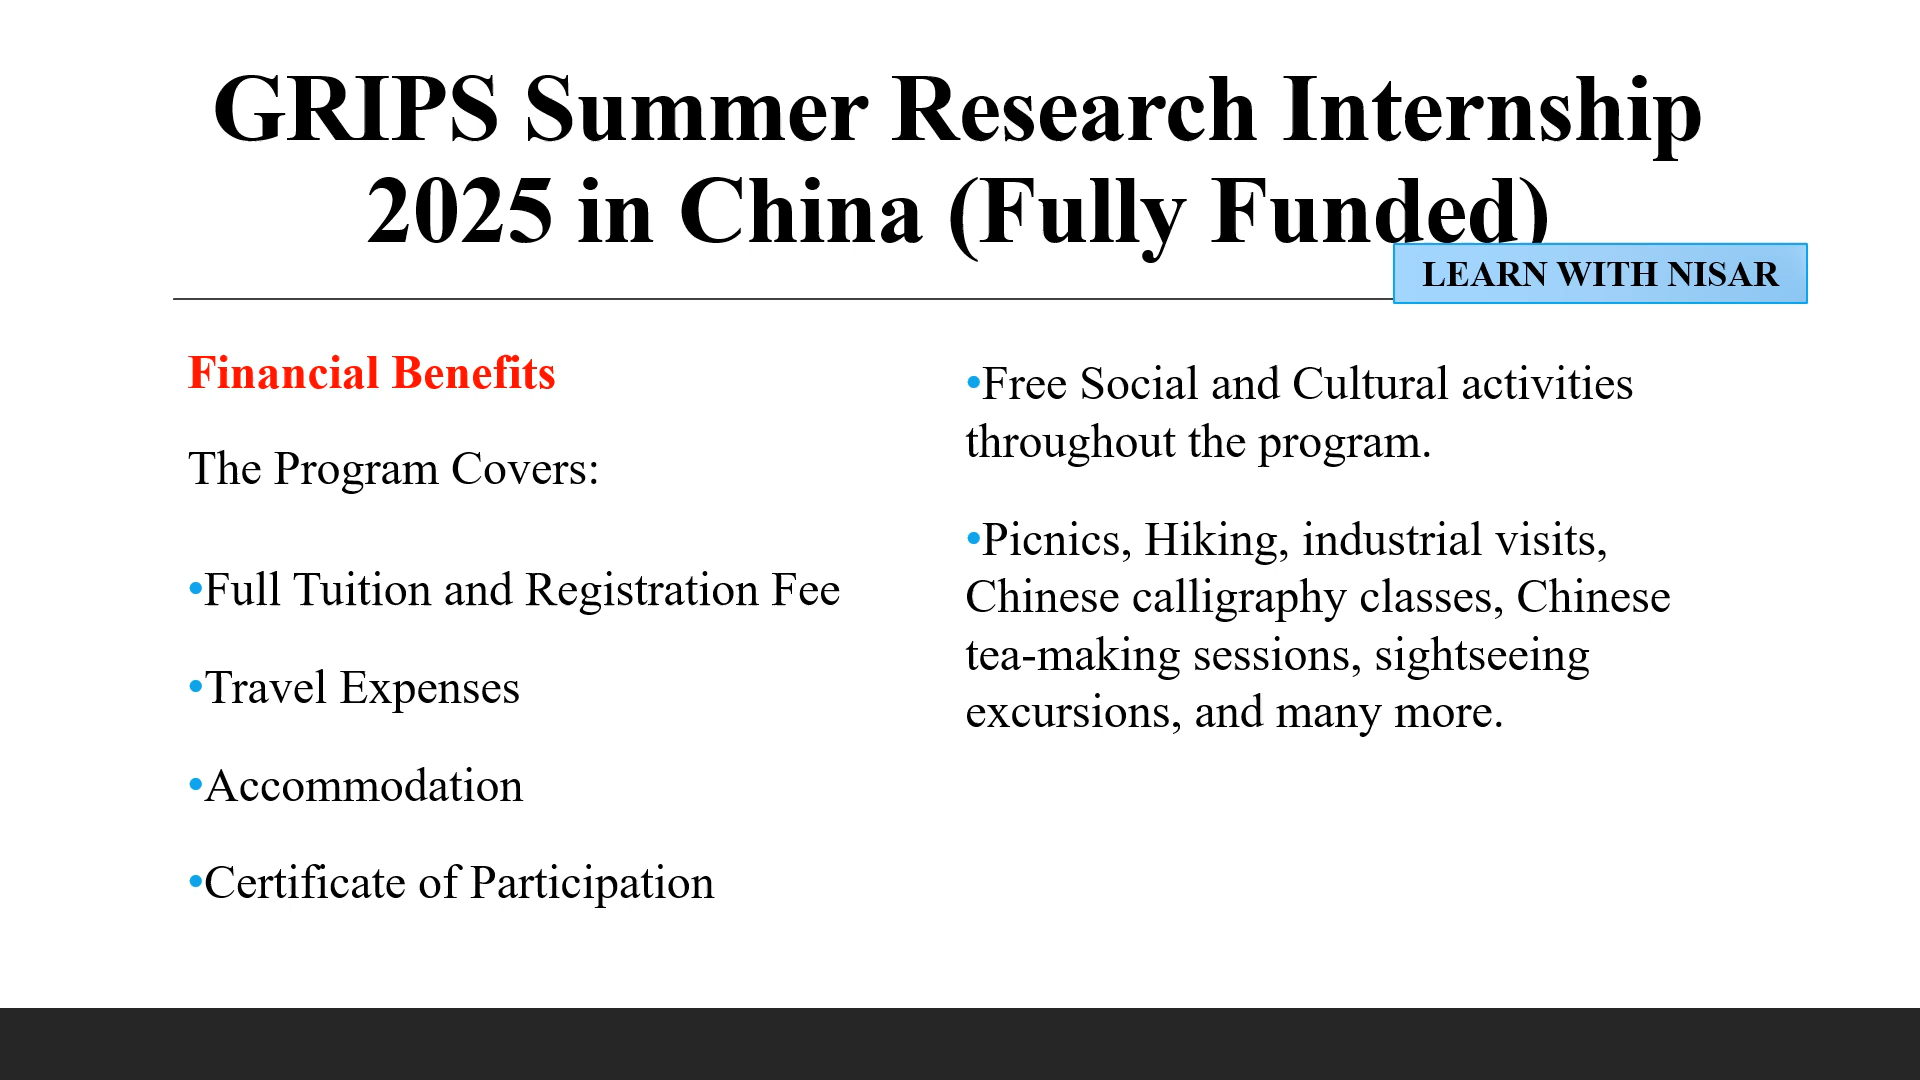 GRIPS Summer Research Internship
2025 in China (Fully Funded)
LEARN WITH NISAR
Financial Benefits
The Program Covers:
•Full Tuition and Registration Fee
•Travel Expenses
•Accommodation
•Certificate of Participation
•Free Social and Cultural activities
throughout the program.
•Picnics, Hiking, industrial visits,
Chinese calligraphy classes, Chinese
tea-making sessions, sightseeing
excursions, and many more.